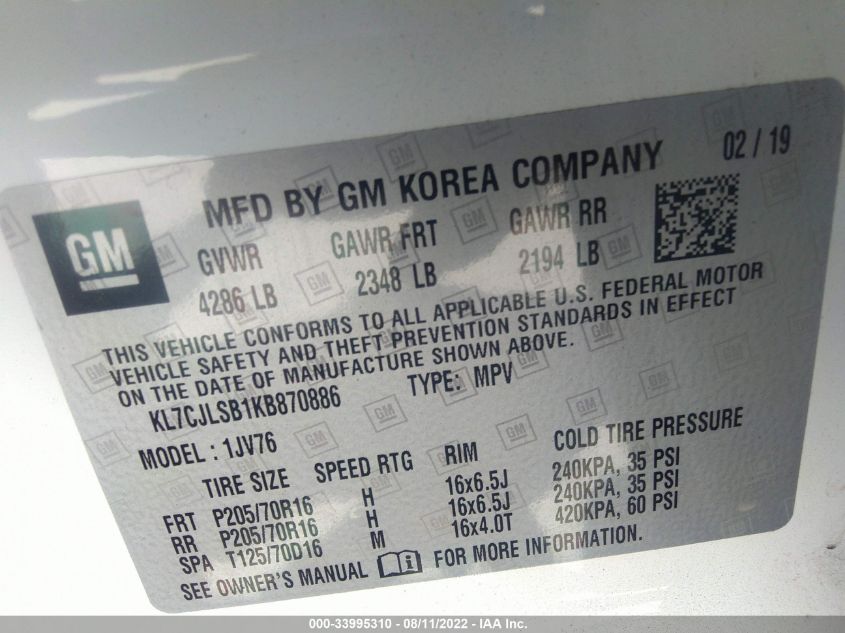 GM
MFD BY GM KOREA COMPANY 02 / 19
GVWR GAWR FRT GAWR RR
4286 LB 2348 LB 2194 LB
THIS VEHICLE CONFORMS TO ALL APPLICABLE U.S. FEDERAL MOTOR
VEHICLE SAFETY AND THEFT PREVENTION STANDARDS IN EFFECT
ON THE DATE OF MANUFACTURE SHOWN ABOVE.
KL7CJLSB1KB870886 TYPE: MPV
MODEL : 1JV76
TIRE SIZE SPEED RTG RIM COLD TIRE PRESSURE
FRT P205/70R16 H 16x6.5J 240KPA, 35 PSI
RR P205/70R16 H 16x6.5J 240KPA, 35 PSI
SPA T125/70D16 M 16x4.0T 420KPA, 60 PSI
SEE OWNER'S MANUAL FOR MORE INFORMATION.
000-33995310 - 08/11/2022 - IAA Inc.